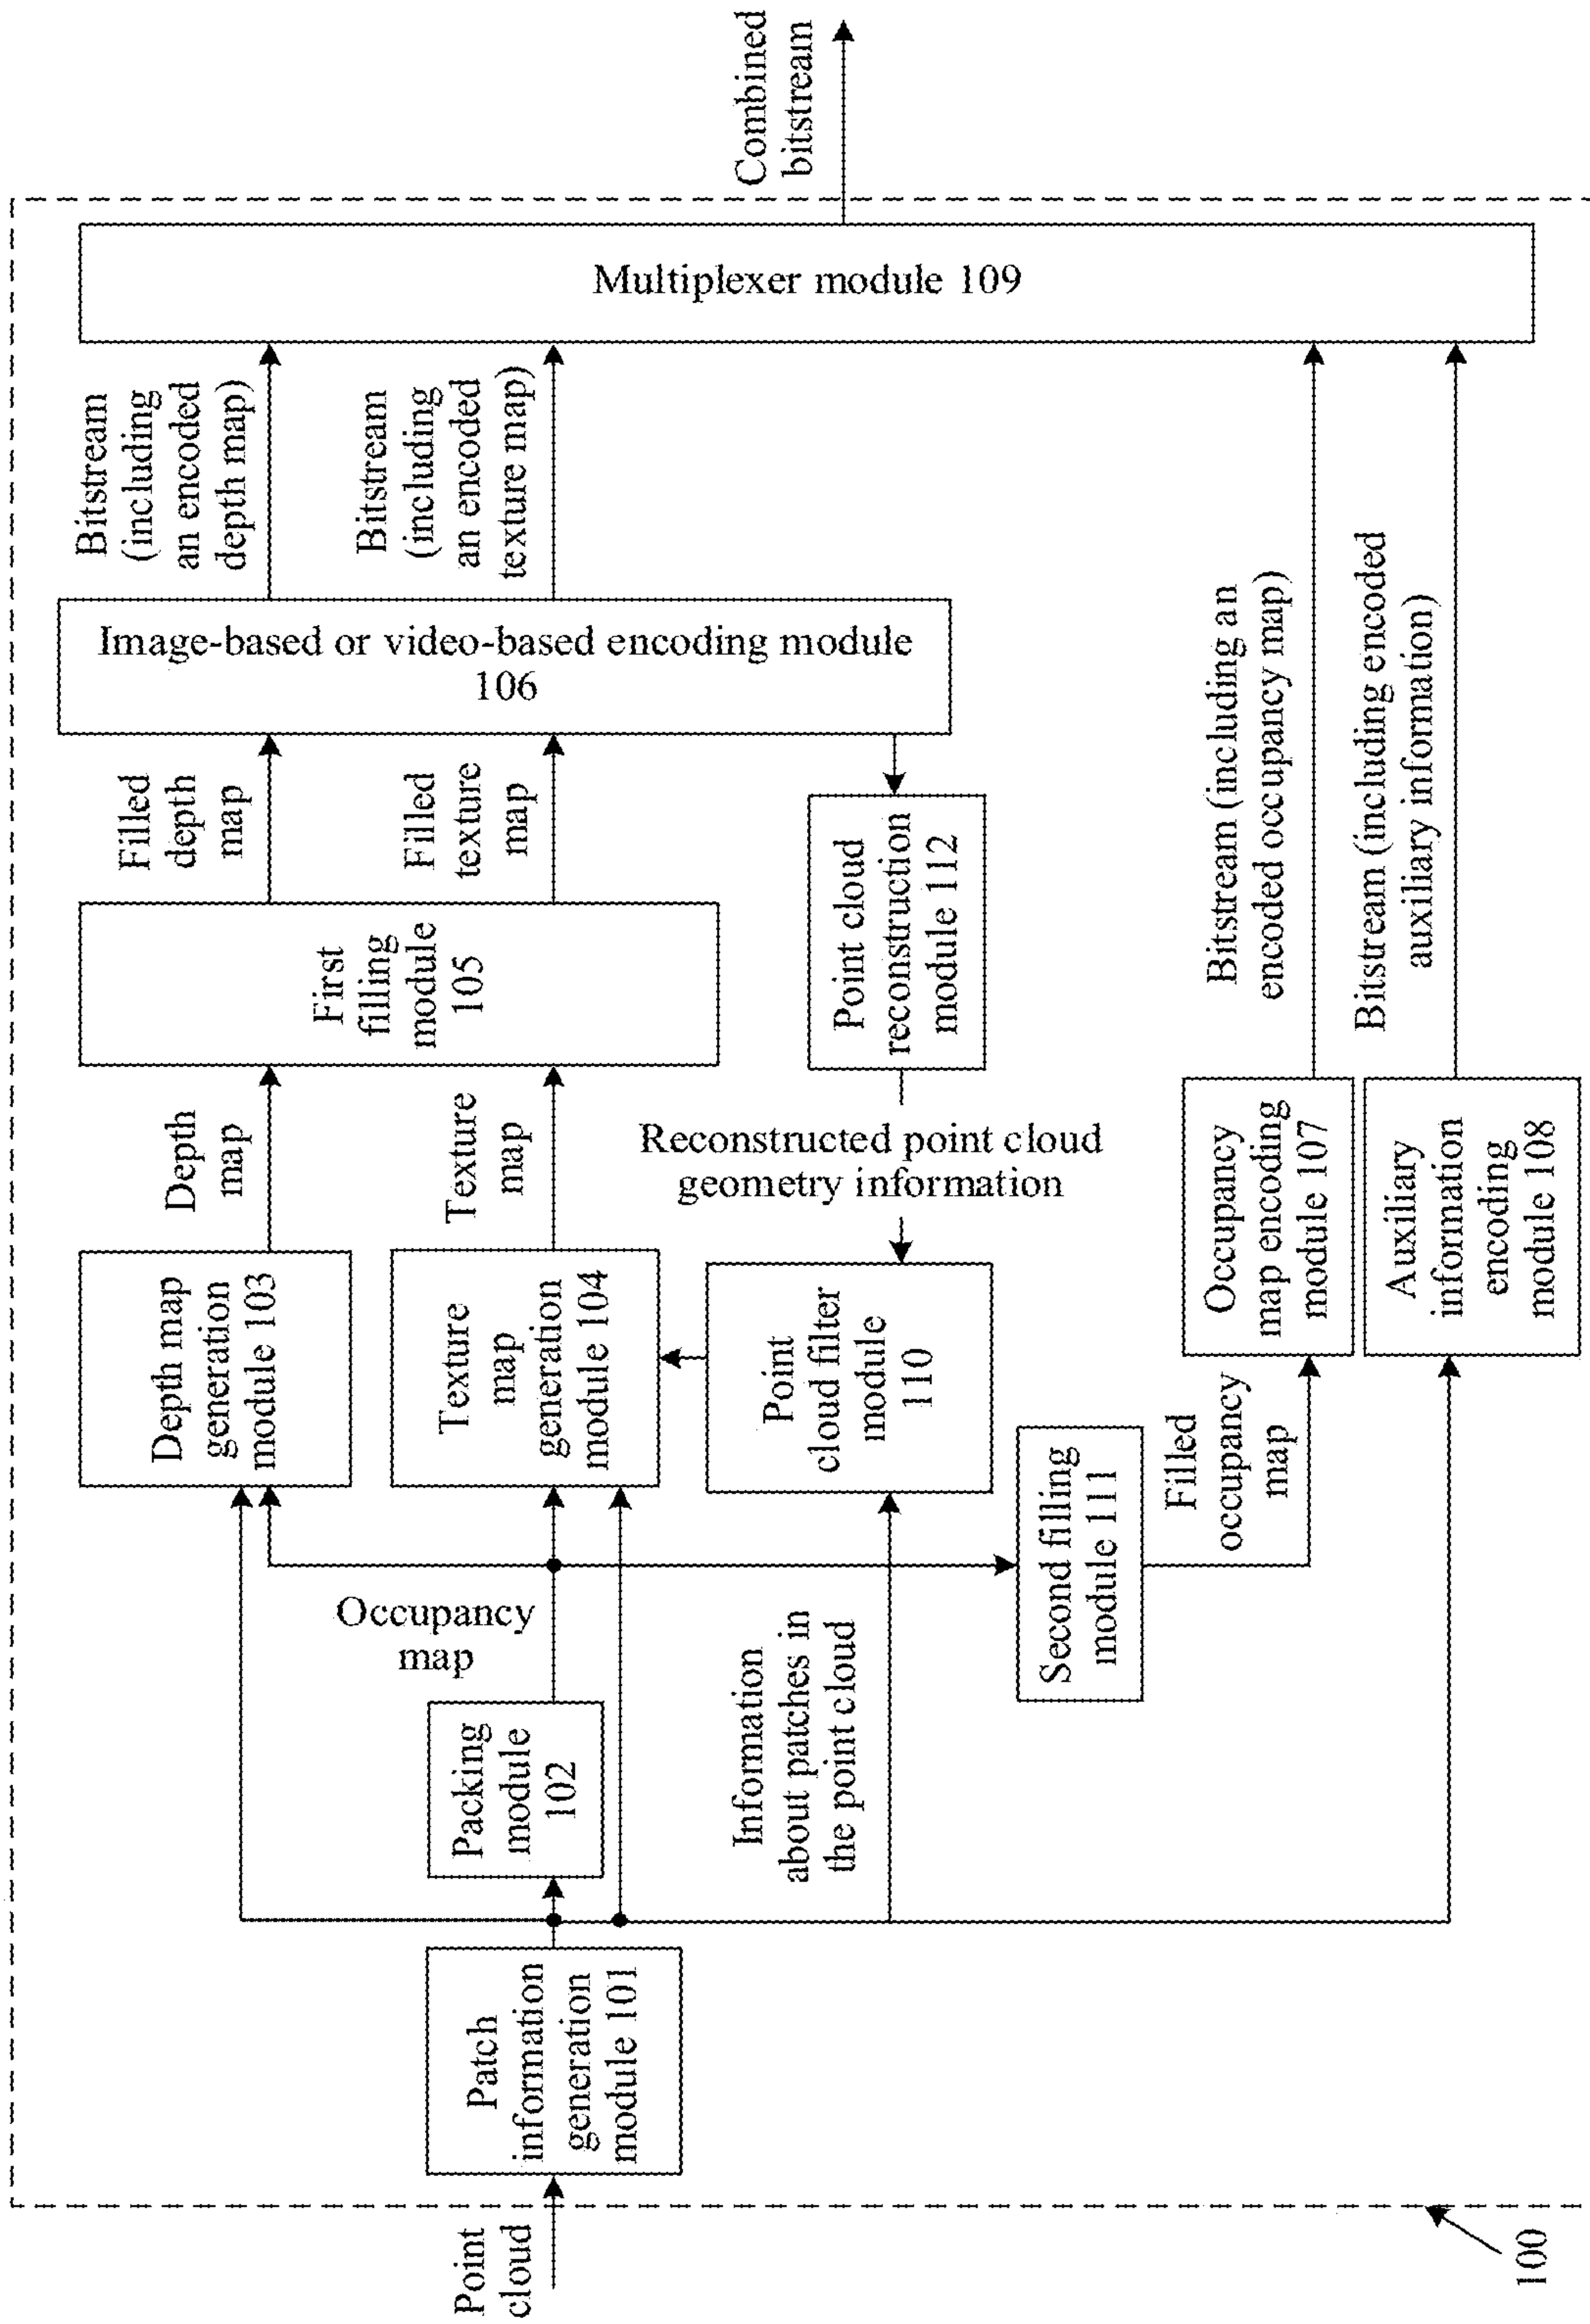 Point
cloud
100
Patch
information
generation
module 101
Packing
module
102
Occupancy
map
Information
about patches in
the point cloud
Depth map
generation
module 103
Texture
map
generation
module 104
Point
cloud filter
module
110
Second filling
module 111
Filled
occupancy
map
Depth
map
Texture
map
Reconstructed point cloud
geometry information
Occupancy
map encoding
module 107
Auxiliary
information
encoding
module 108
First
filling
module
105
Point cloud
reconstruction
module 112
Filled
depth
map
Filled
texture
map
Image-based or video-based encoding module
106
Bitstream
(including
an encoded
depth map)
Bitstream
(including
an encoded
texture map)
Bitstream (including an
encoded occupancy map)
Bitstream (including encoded
auxiliary information)
Multiplexer module 109
Combined
bitstream